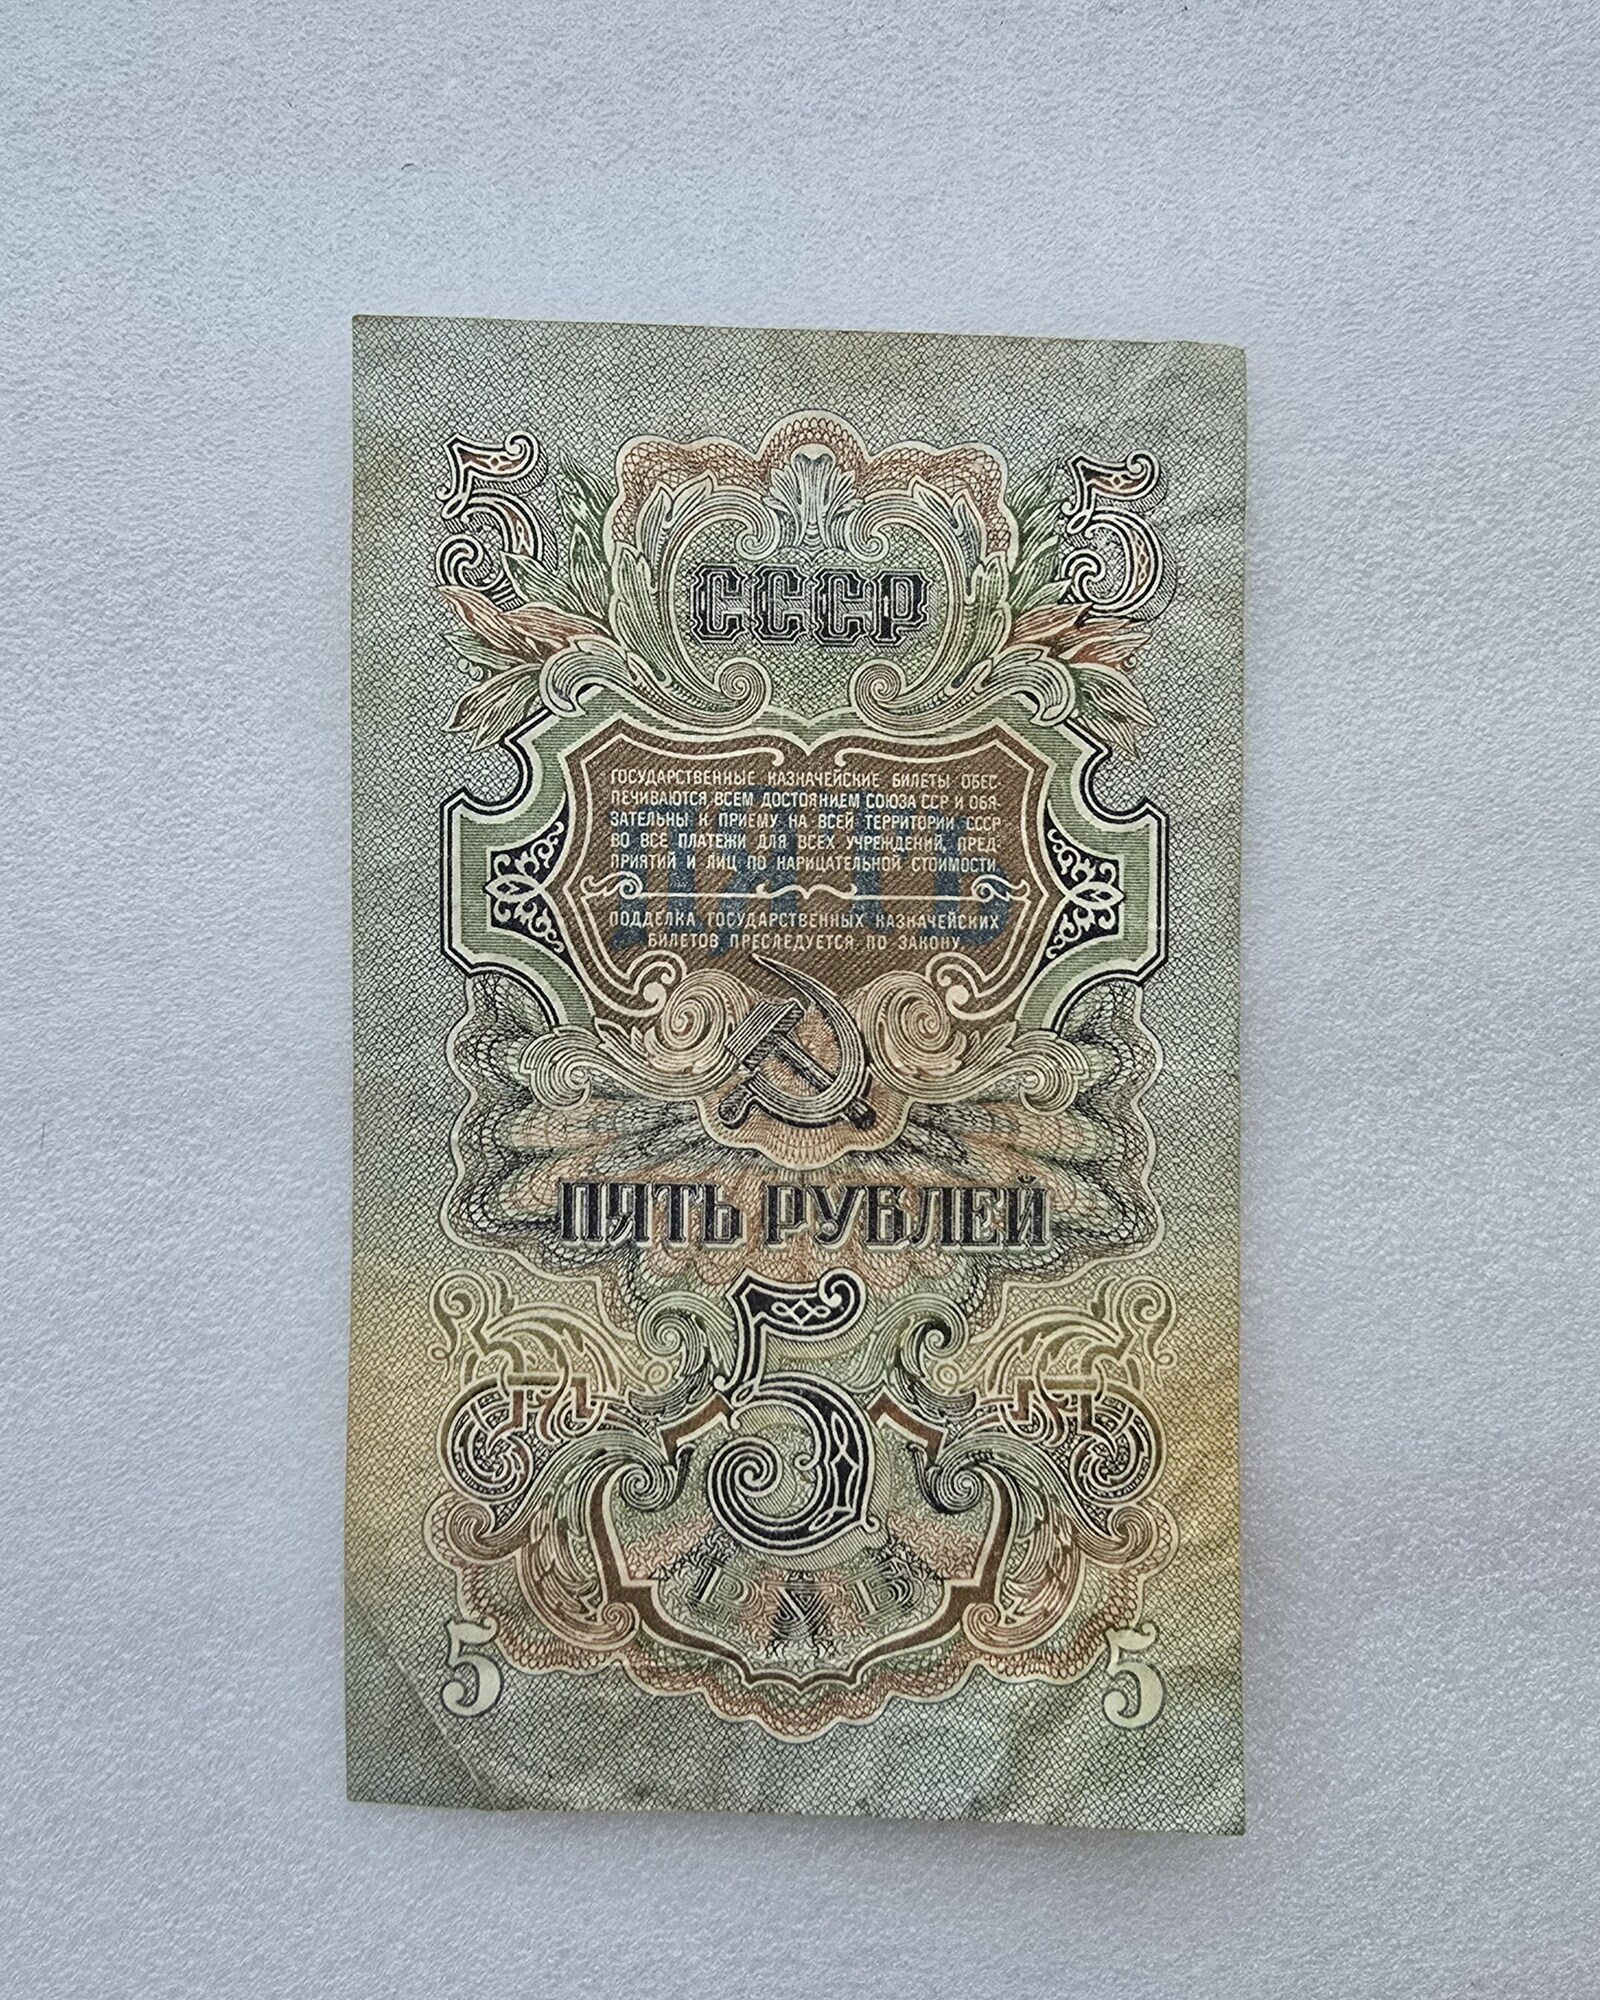 5 5
СССР
ГОСУДАРСТВЕННЫЕ КАЗНАЧЕЙСКИЕ БИЛЕТЫ ОБЕС-
ПЕЧИВАЮТСЯ ВСЕМ ДОСТОЯНИЕМ СОЮЗА ССР И ОБЯ-
ЗАТЕЛЬНЫ К ПРИЕМУ НА ВСЕЙ ТЕРРИТОРИИ СССР
ВО ВСЕ ПЛАТЕЖИ ДЛЯ ВСЕХ УЧРЕЖДЕНИЙ, ПРЕД-
ПРИЯТИЙ И ЛИЦ ПО НАРИЦАТЕЛЬНОЙ СТОИМОСТИ.
ПЯТЬ
ПОДДЕЛКА ГОСУДАРСТВЕННЫХ КАЗНАЧЕЙСКИХ
БИЛЕТОВ ПРЕСЛЕДУЕТСЯ ПО ЗАКОНУ.
ПЯТЬ РУБЛЕЙ
5
РУБ
5 5